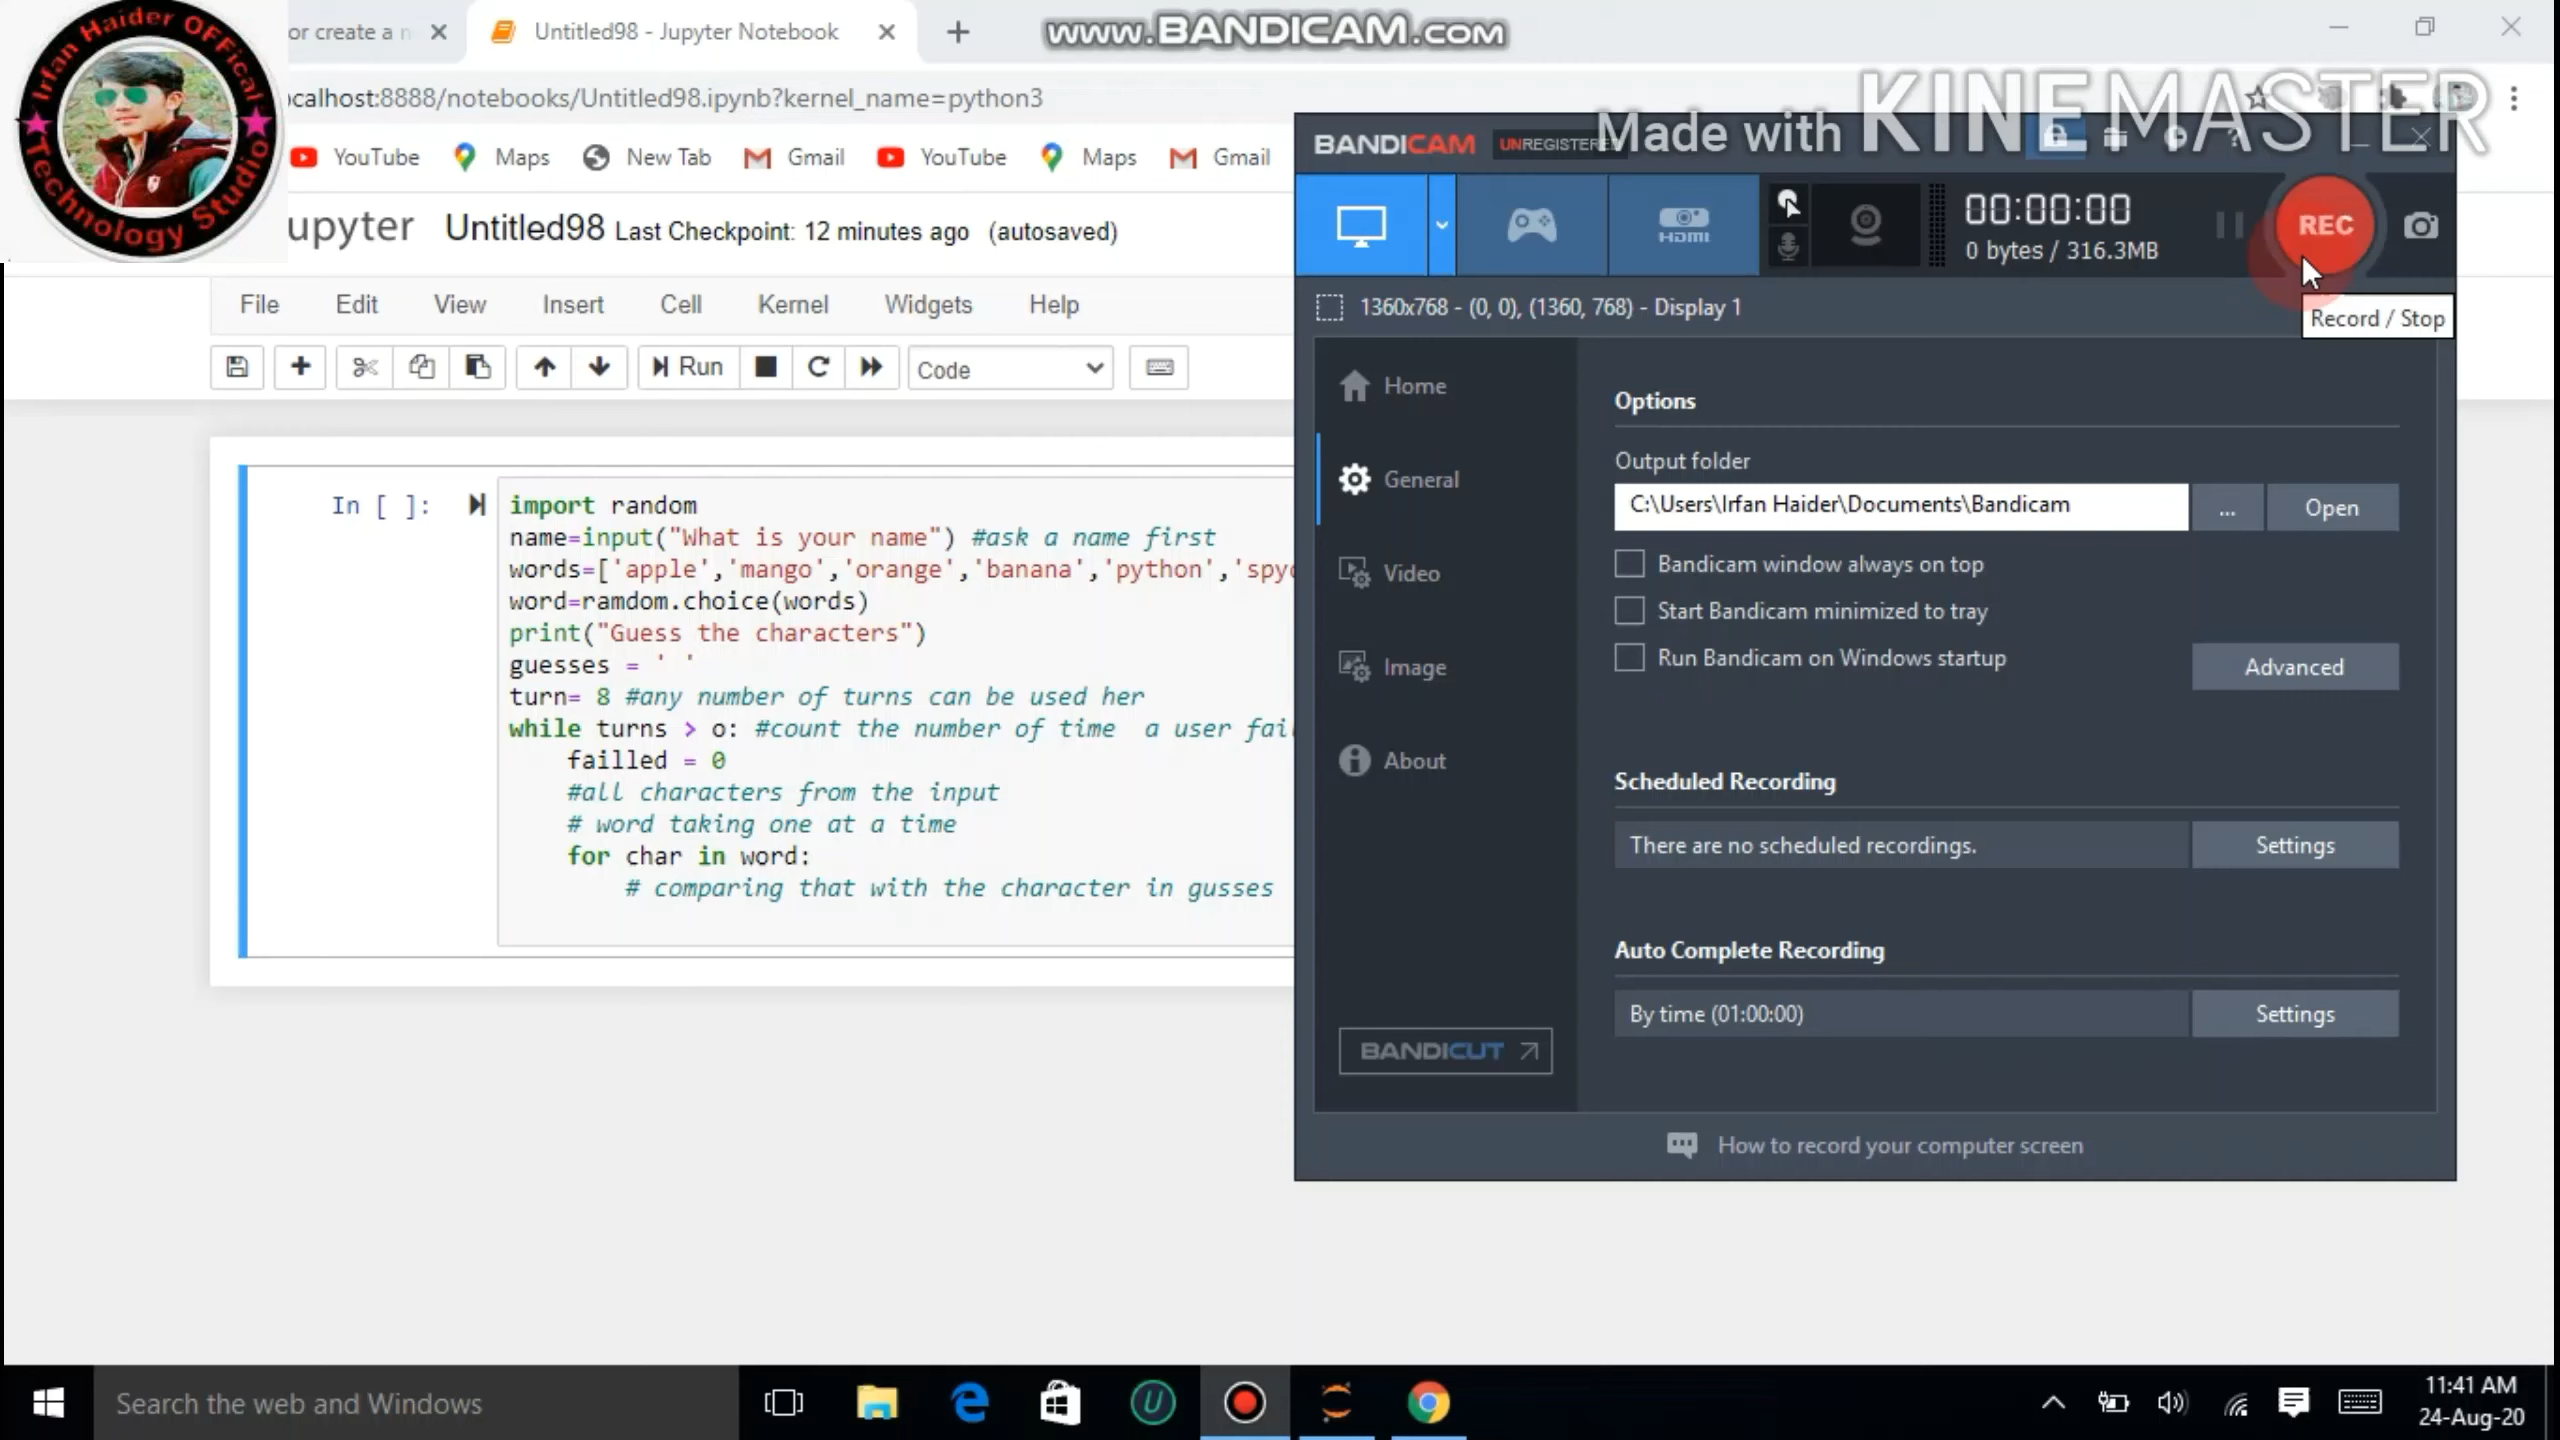 Irfan Haider OFFical
Technology Studio
or create a n
Untitled98 - Jupyter Notebook
www.BANDICAM.com
ocalhost:8888/notebooks/Untitled98.ipynb?kernel_name=python3
Made with KINEMASTER
YouTube Maps New Tab Gmail YouTube Maps Gmail
BANDICAM UNREGISTERED
upyter Untitled98 Last Checkpoint: 12 minutes ago (autosaved)
HDMI
00:00:00
0 bytes / 316.3MB
REC
Record / Stop
File Edit View Insert Cell Kernel Widgets Help
1360x768 - (0, 0), (1360, 768) - Display 1
Run
Code
In [ ]:
import random
name=input("What is your name") #ask a name first
words=['apple','mango','orange','banana','python','spyd
word=ramdom.choice(words)
print("Guess the characters")
guesses = ' '
turn= 8 #any number of turns can be used her
while turns > o: #count the number of time  a user fail
failled = 0
#all characters from the input
# word taking one at a time
for char in word:
# comparing that with the character in gusses
Home
General
Video
Image
About
BANDICUT
Options
Output folder
C:\Users\Irfan Haider\Documents\Bandicam
... Open
Bandicam window always on top
Start Bandicam minimized to tray
Run Bandicam on Windows startup
Advanced
Scheduled Recording
There are no scheduled recordings. Settings
Auto Complete Recording
By time (01:00:00) Settings
How to record your computer screen
Search the web and Windows
11:41 AM
24-Aug-20